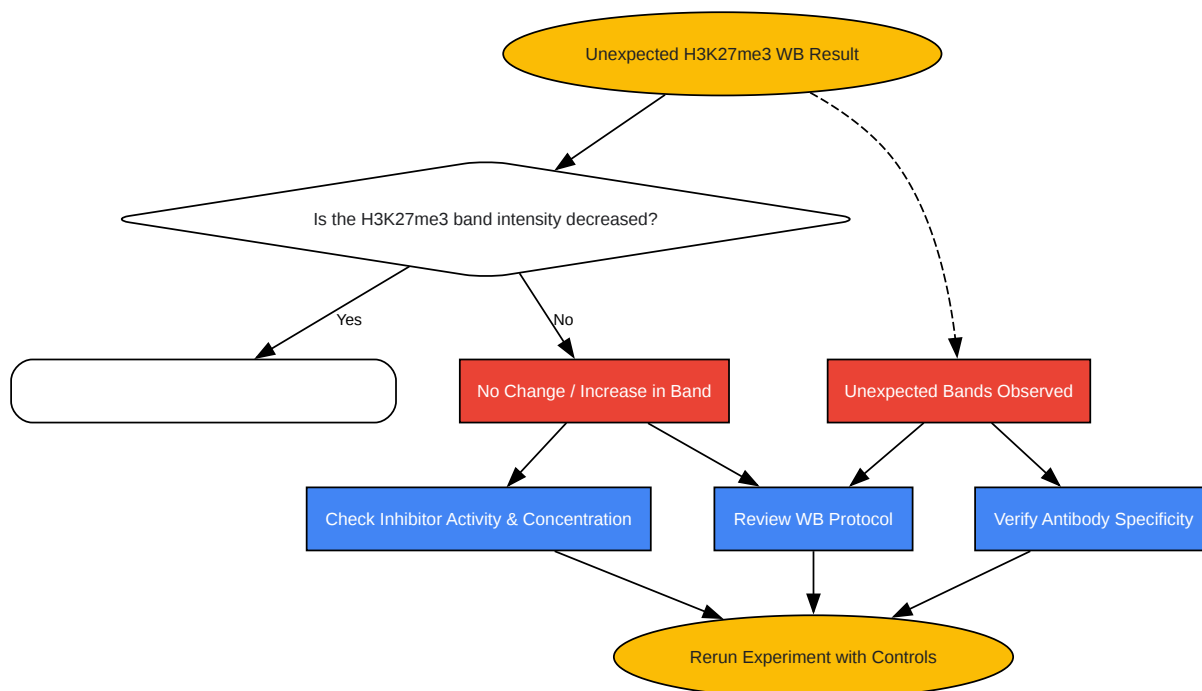 Unexpected H3K27me3 WB Result
Is the H3K27me3 band intensity decreased?
Yes
No
No Change / Increase in Band
Unexpected Bands Observed
Check Inhibitor Activity & Concentration
Review WB Protocol
Verify Antibody Specificity
Rerun Experiment with Controls